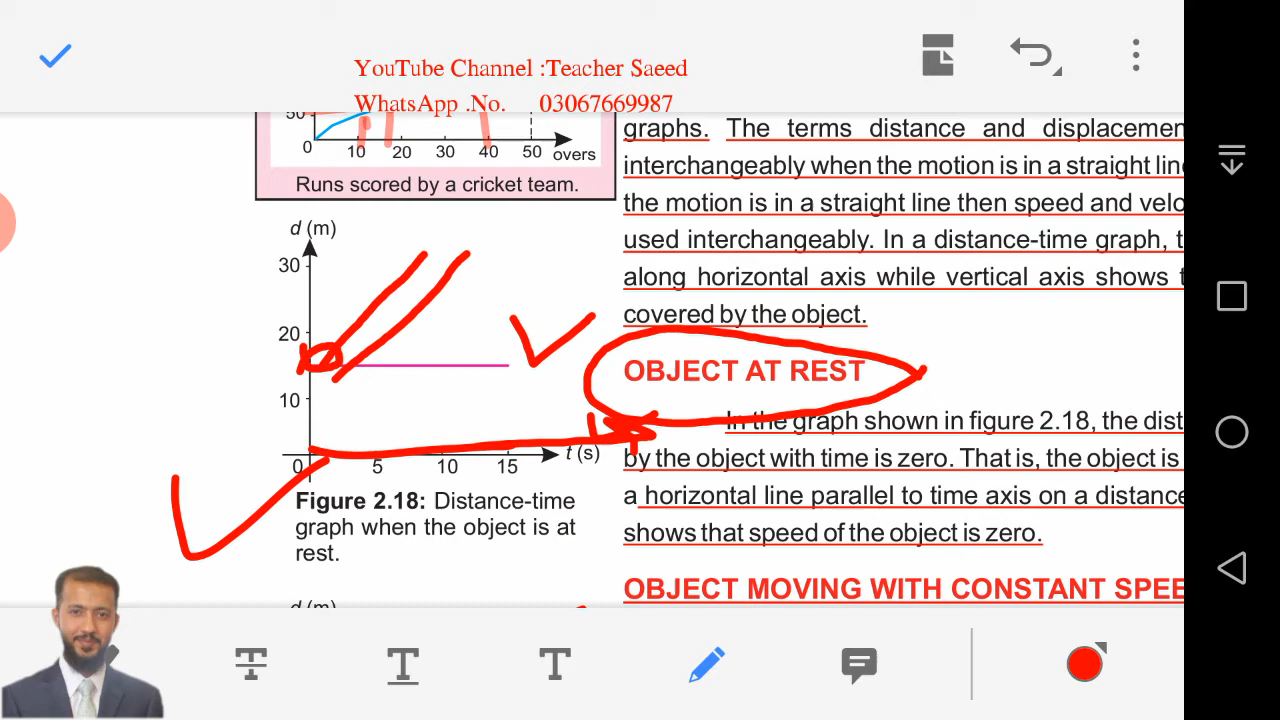 YouTube Channel :Teacher Saeed
WhatsApp .No. 03067669987
50
0 10 20 30 40 50 overs
Runs scored by a cricket team.
d (m)
30
20
10
0 5 10 15 t (s)
Figure 2.18: Distance-time
graph when the object is at
rest.
d (m)
graphs. The terms distance and displacemen
interchangeably when the motion is in a straight lin
the motion is in a straight line then speed and velo
used interchangeably. In a distance-time graph, t
along horizontal axis while vertical axis shows t
covered by the object.
OBJECT AT REST
In the graph shown in figure 2.18, the dist
by the object with time is zero. That is, the object is
a horizontal line parallel to time axis on a distance
shows that speed of the object is zero.
OBJECT MOVING WITH CONSTANT SPEE
T T T